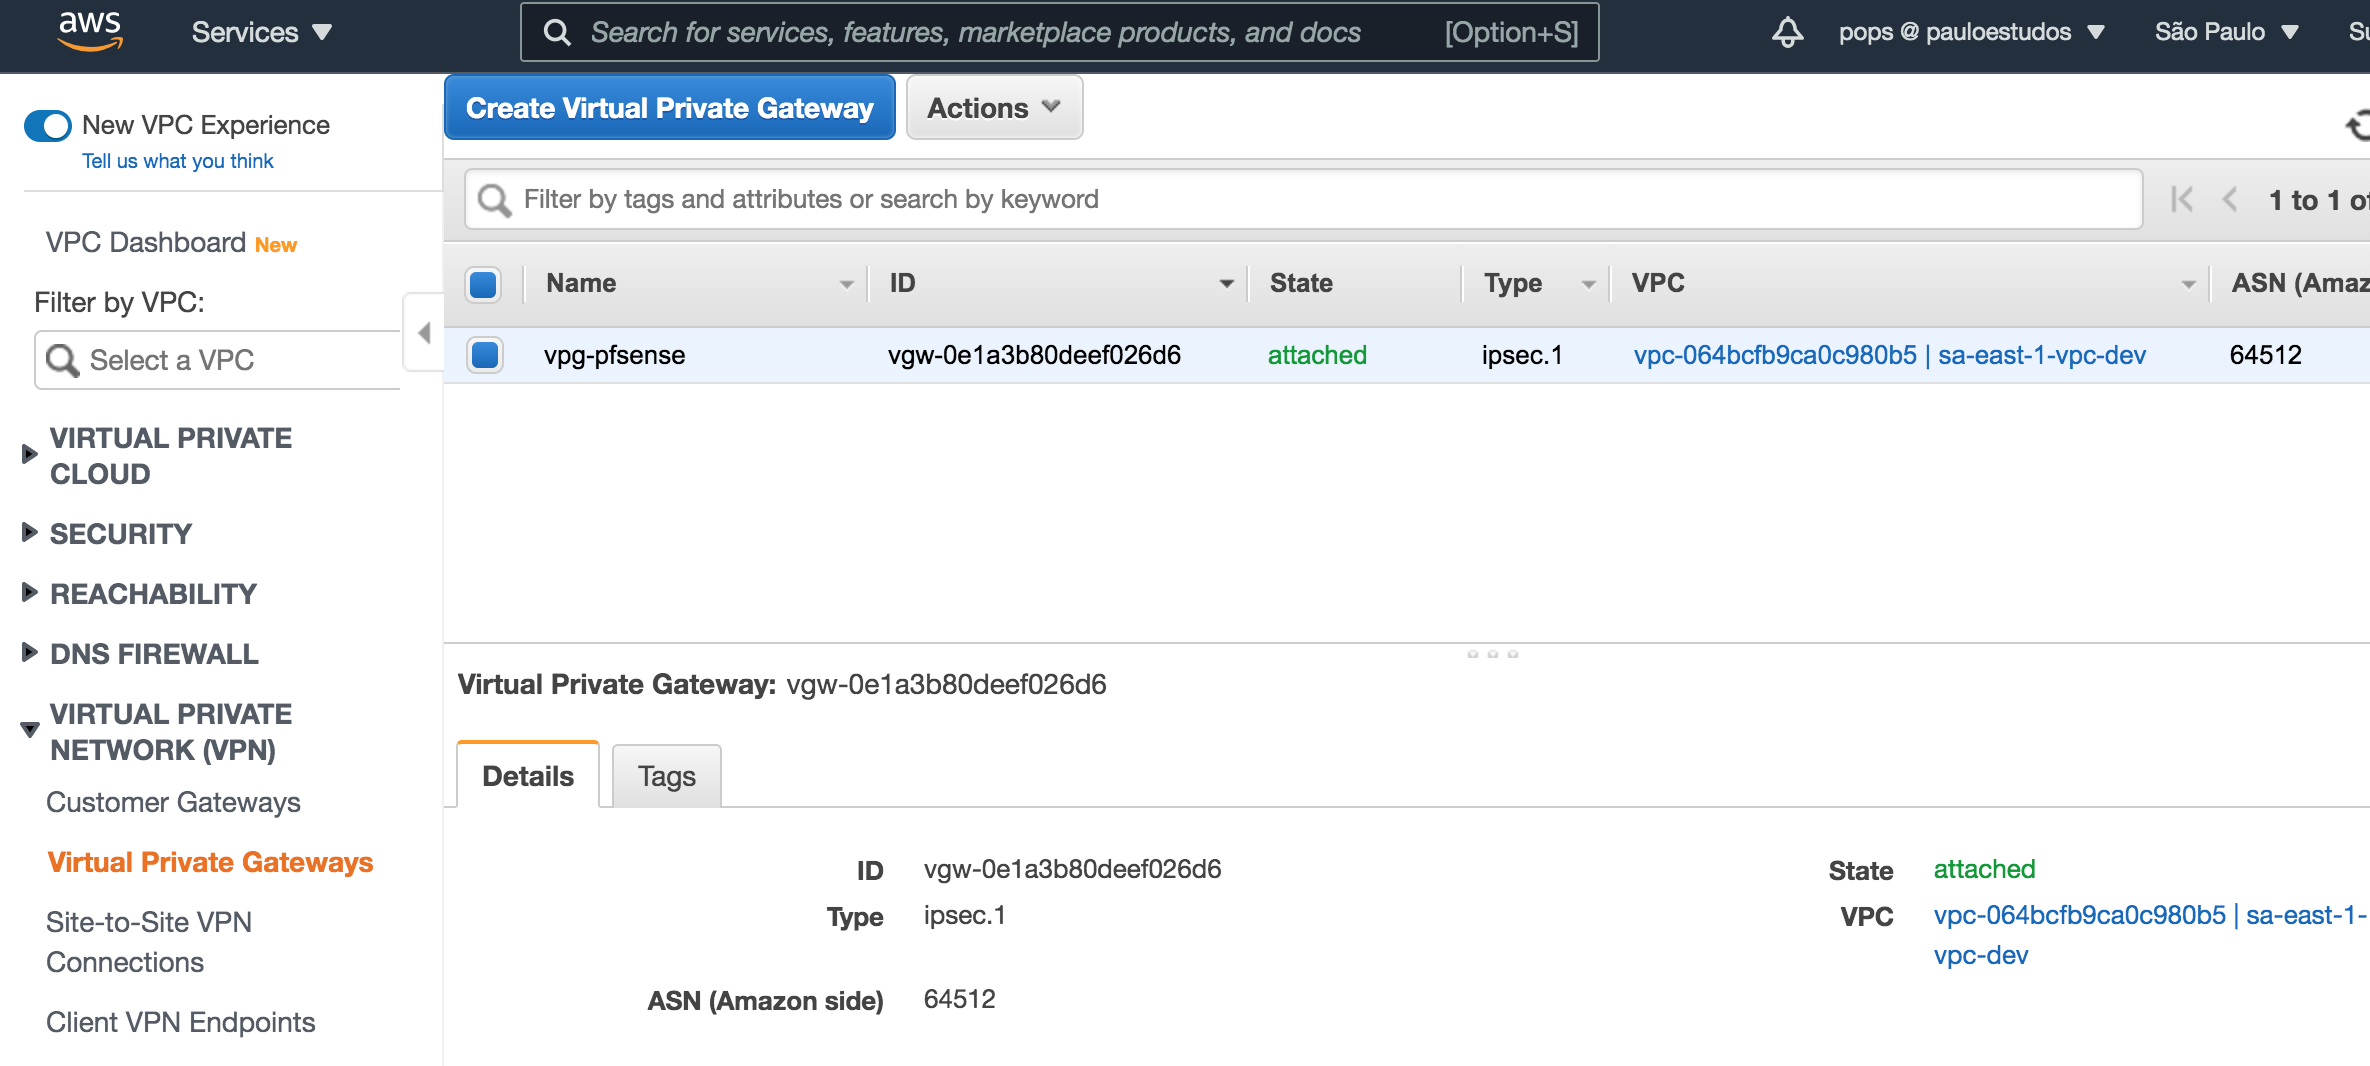 aws Services ▼ Search for services, features, marketplace products, and docs [Option+S] pops @ pauloestudos ▼ São Paulo ▼
New VPC Experience
Tell us what you think
Create Virtual Private Gateway Actions
Filter by tags and attributes or search by keyword 1 to 1 of
VPC Dashboard New
Filter by VPC:
Select a VPC
Name ID State Type VPC ASN (Amaz
vpg-pfsense vgw-0e1a3b80deef026d6 attached ipsec.1 vpc-064bcfb9ca0c980b5 | sa-east-1-vpc-dev 64512
VIRTUAL PRIVATE
CLOUD
SECURITY
REACHABILITY
DNS FIREWALL
VIRTUAL PRIVATE
NETWORK (VPN)
Customer Gateways
Virtual Private Gateways
Site-to-Site VPN
Connections
Client VPN Endpoints
Virtual Private Gateway: vgw-0e1a3b80deef026d6
Details Tags
ID vgw-0e1a3b80deef026d6 State attached
Type ipsec.1 VPC vpc-064bcfb9ca0c980b5 | sa-east-1-
vpc-dev
ASN (Amazon side) 64512